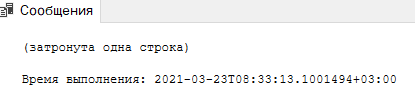 Сообщения
(затронута одна строка)
Время выполнения: 2021-03-23T08:33:13.1001494+03:00